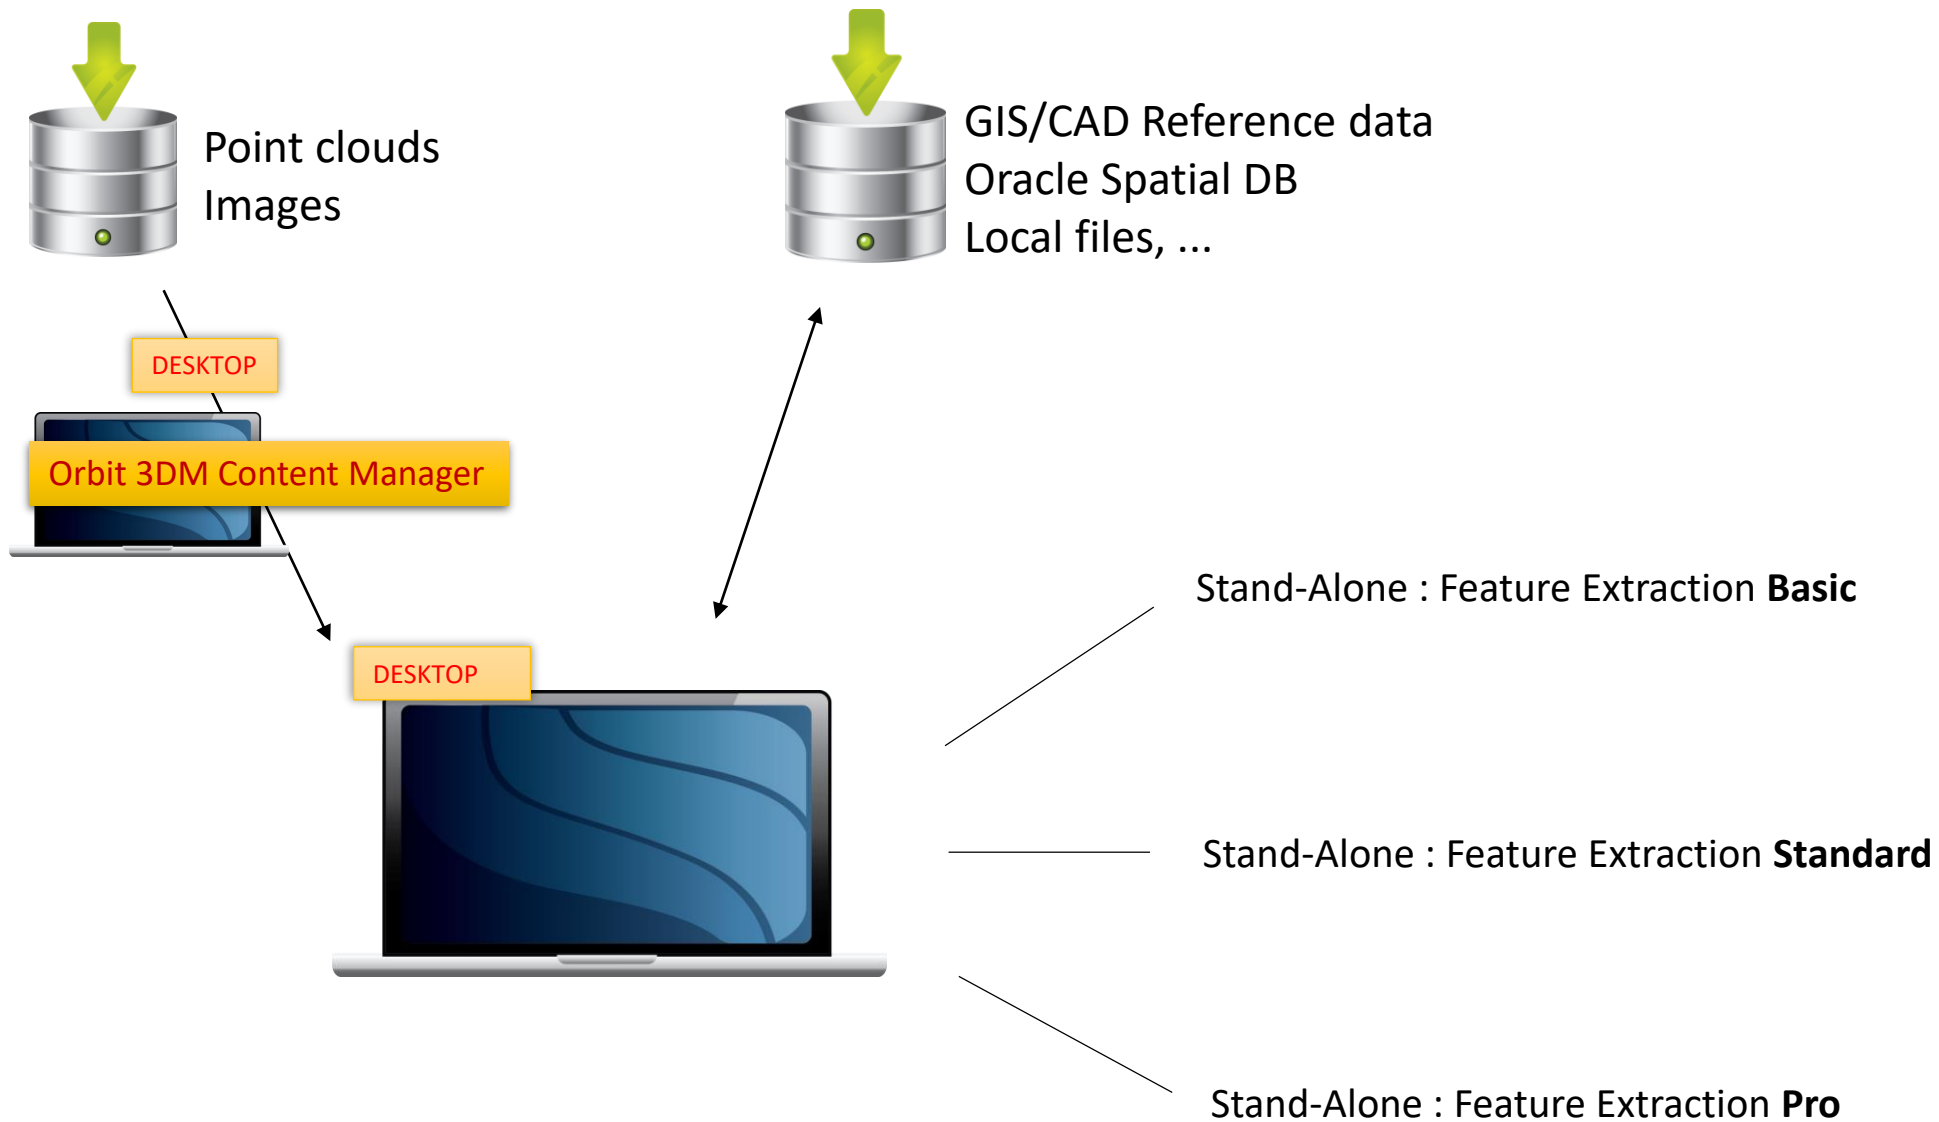 Point clouds
Images
GIS/CAD Reference data
Oracle Spatial DB
Local files, ...
DESKTOP
Orbit 3DM Content Manager
DESKTOP
Stand-Alone : Feature Extraction Basic
Stand-Alone : Feature Extraction Standard
Stand-Alone : Feature Extraction Pro